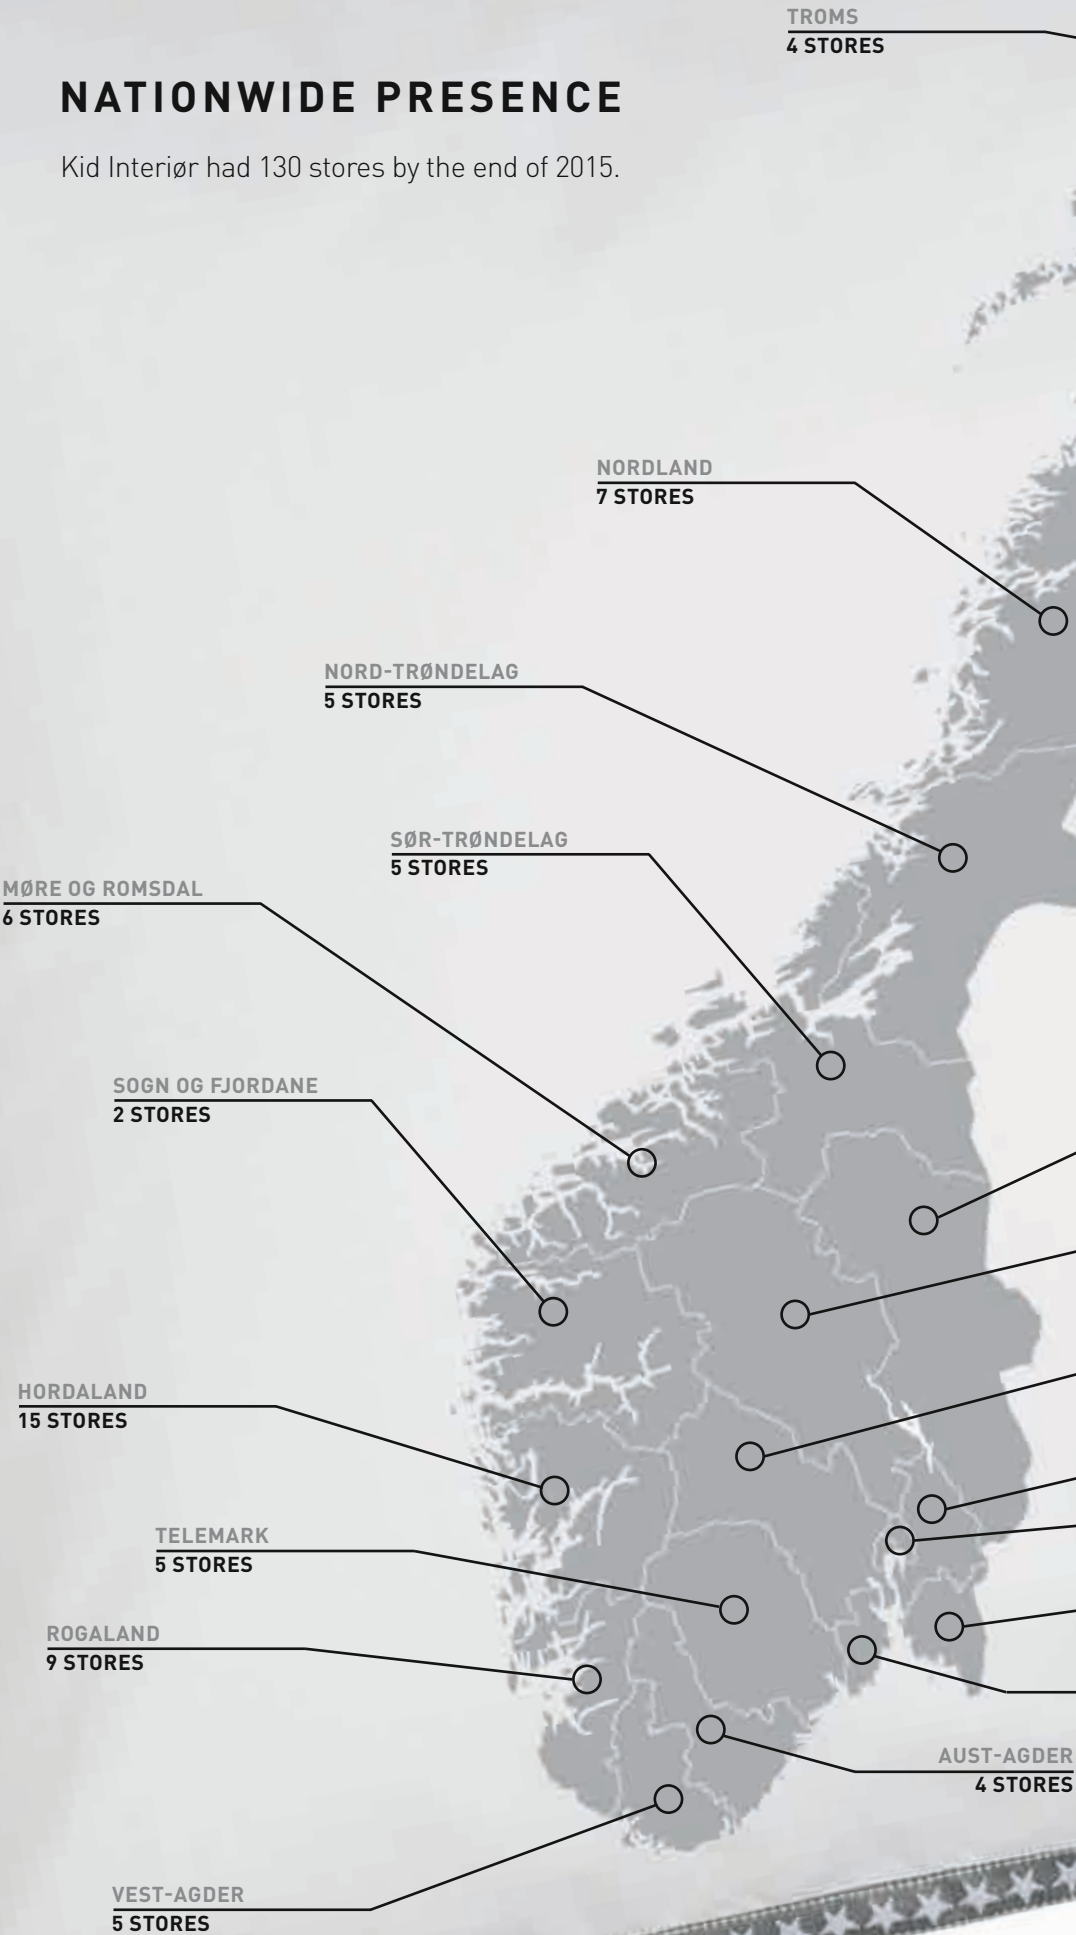 TROMS
4 STORES
NATIONWIDE PRESENCE
Kid Interiør had 130 stores by the end of 2015.
NORDLAND
7 STORES
NORD-TRØNDELAG
5 STORES
SØR-TRØNDELAG
5 STORES
MØRE OG ROMSDAL
6 STORES
SOGN OG FJORDANE
2 STORES
HORDALAND
15 STORES
TELEMARK
5 STORES
ROGALAND
9 STORES
AUST-AGDER
4 STORES
VEST-AGDER
5 STORES